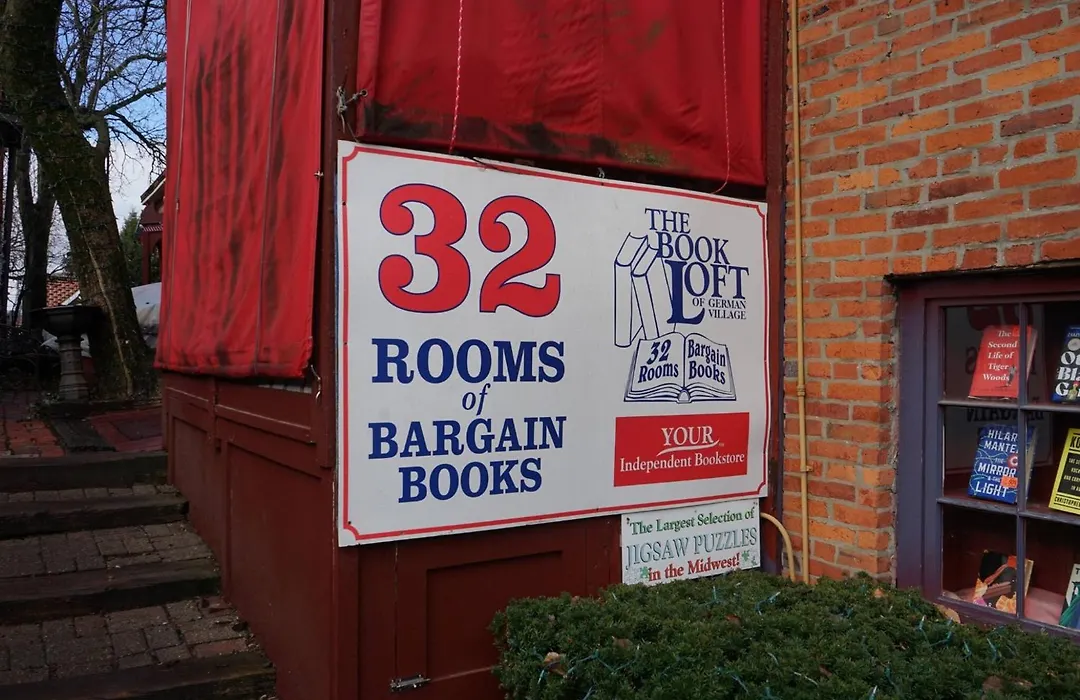 32
ROOMS
of
BARGAIN
BOOKS
THE
BOOK
LOFT
OF GERMAN
VILLAGE
32
Rooms
Bargain
Books
YOUR
Independent Bookstore
The Largest Selection of
JIGSAW PUZZLES
in the Midwest!
The
Second
Life of
Tiger
Woods
HILARY
MANTEL
THE
MIRROR
& THE
LIGHT